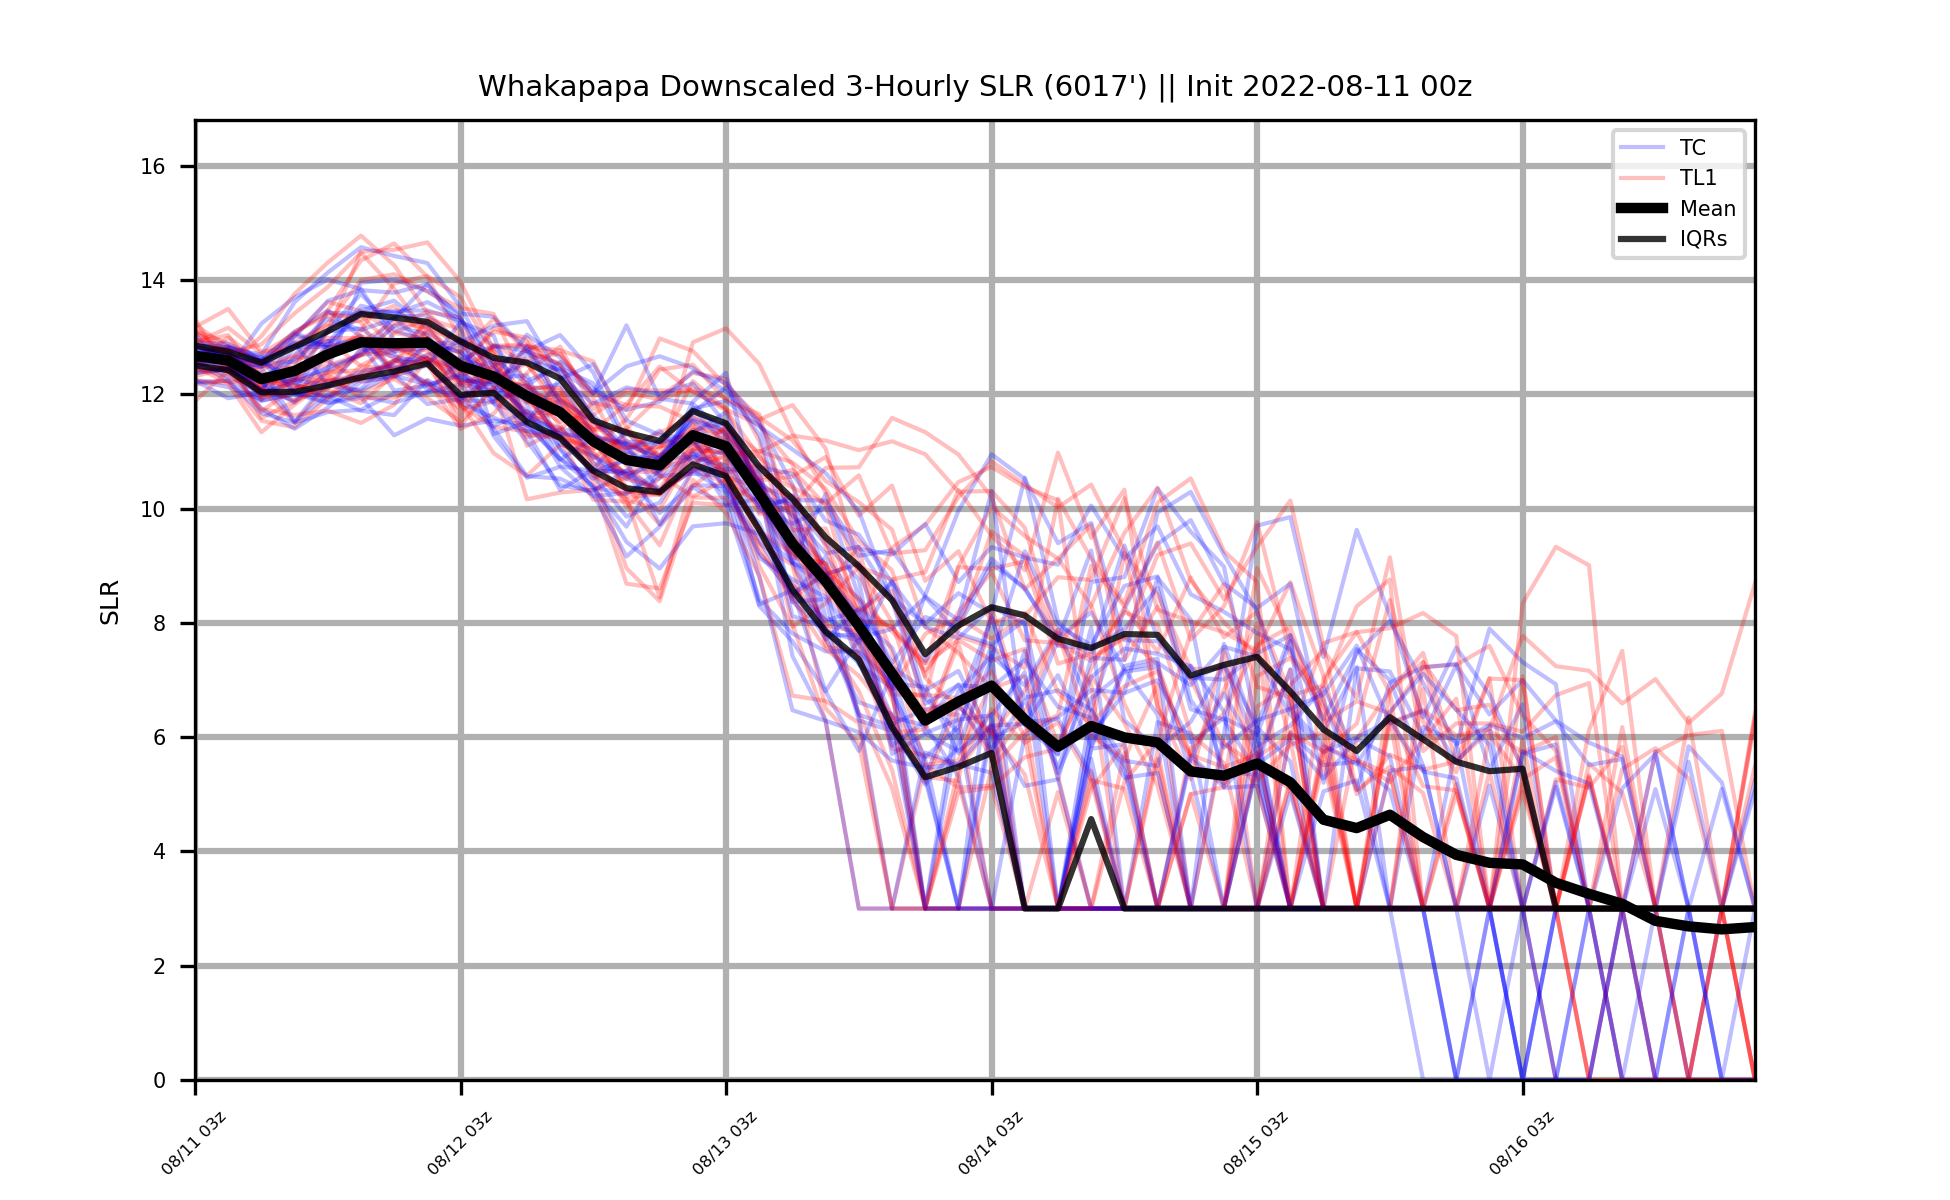 Whakapapa Downscaled 3-Hourly SLR (6017') || Init 2022-08-11 00z
TC
TL1
Mean
IQRs
SLR
16
14
12
10
8
6
4
2
0
08/11 03z
08/12 03z
08/13 03z
08/14 03z
08/15 03z
08/16 03z